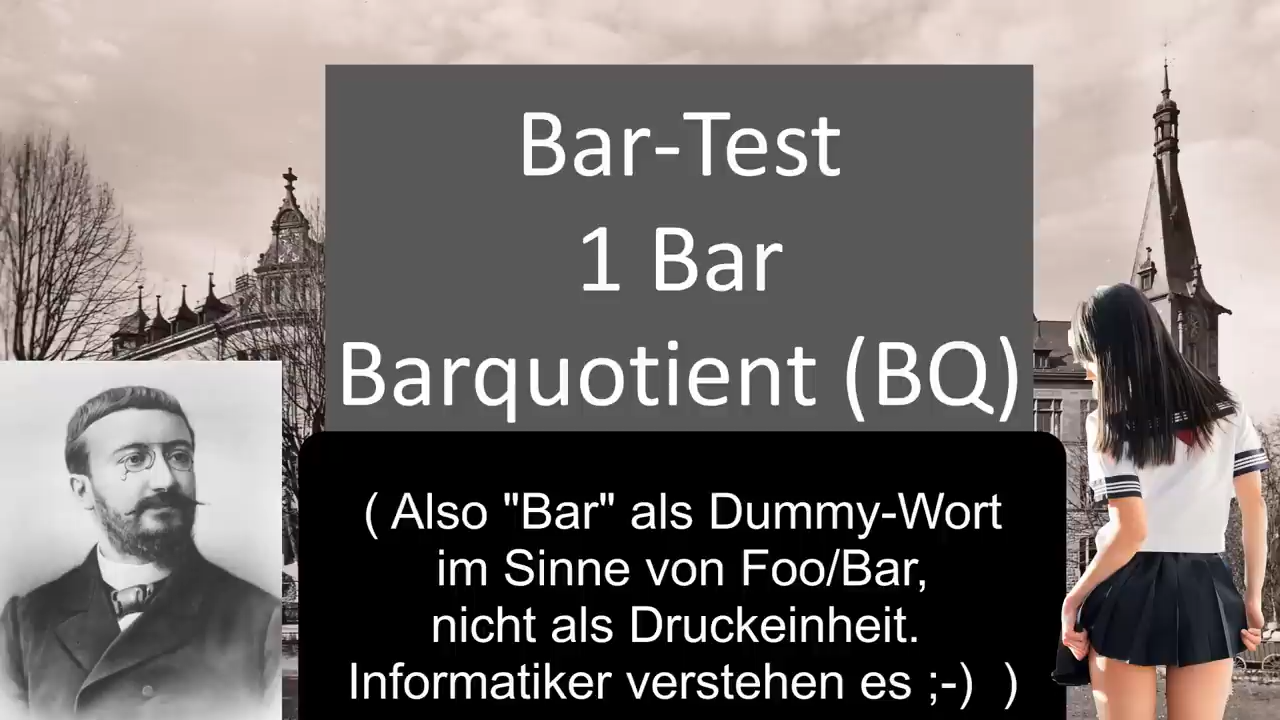 Bar-Test
1 Bar
Barquotient (BQ)
( Also "Bar" als Dummy-Wort
im Sinne von Foo/Bar,
nicht als Druckeinheit.
Informatiker verstehen es ;-) )